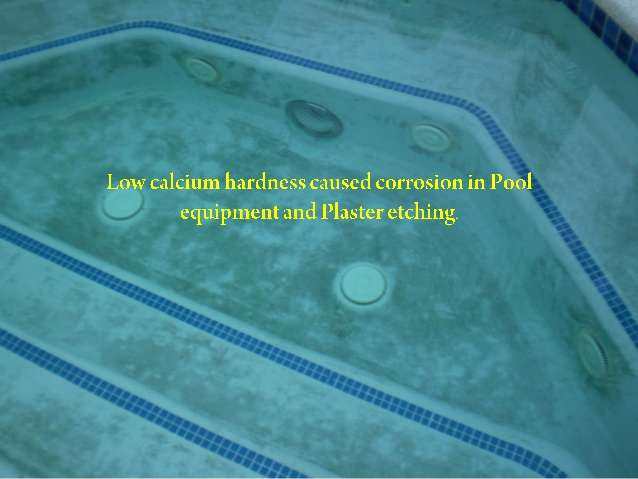 Low calcium hardness caused corrosion in Pool
equipment and Plaster etching.